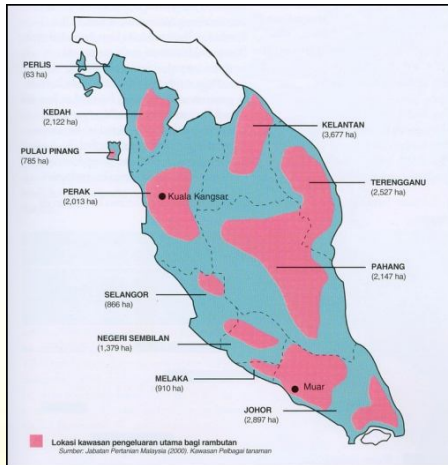 PERLIS
(63 ha)
KEDAH
(2,122 ha)
PULAU PINANG
(785 ha)
PERAK
(2,013 ha)
Kuala Kangsar
KELANTAN
(3,677 ha)
TERENGGANU
(2,527 ha)
PAHANG
(2,147 ha)
SELANGOR
(866 ha)
NEGERI SEMBILAN
(1,379 ha)
MELAKA
(910 ha)
Muar
JOHOR
(2,897 ha)
Lokasi kawasan pengeluaran utama bagi rambutan
Sumber: Jabatan Pertanian Malaysia (2000). Kawasan Pelbagai tanaman